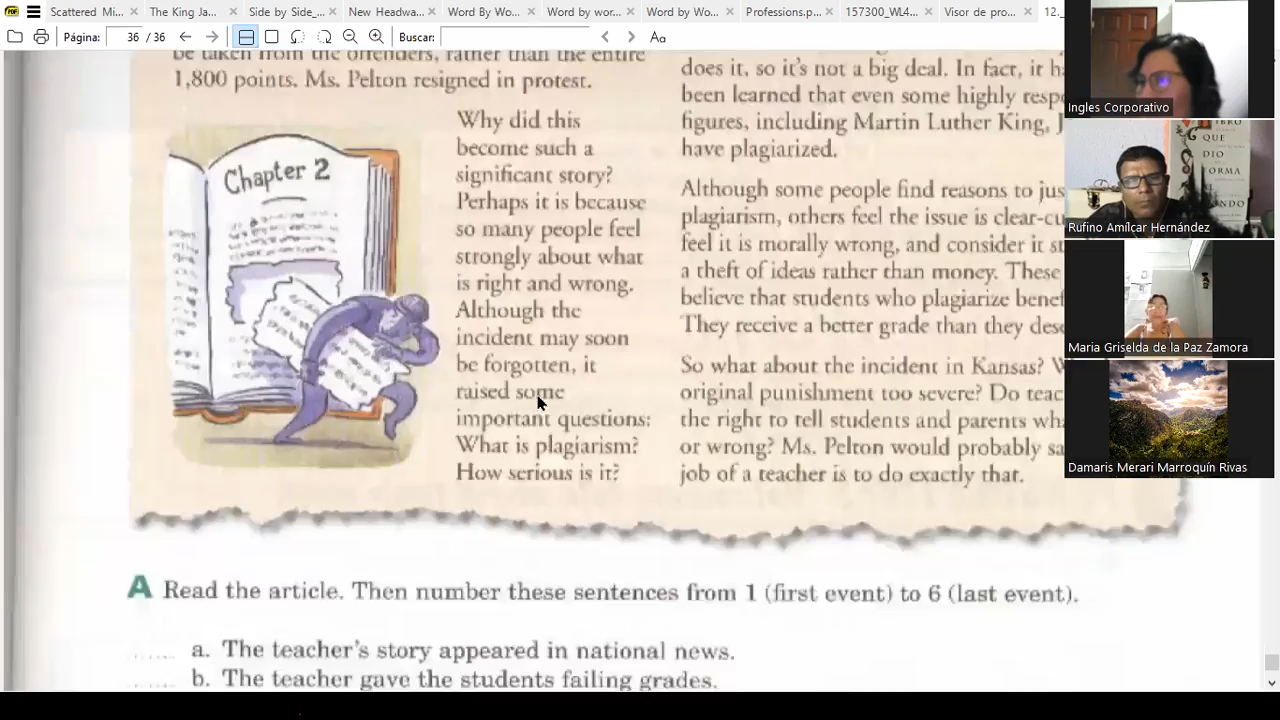 Scattered Mi...
The King Ja...
Side by Side_...
New Headwa...
Word By Wo...
Word by wor...
Word by Wo...
Professions.p...
157300_WL4...
Visor de pro...
12._
Página:
36 / 36
Buscar:
Aa
be taken from the offenders, rather than the entire
1,800 points. Ms. Pelton resigned in protest.
Chapter 2
Why did this
become such a
significant story?
Perhaps it is because
so many people feel
strongly about what
is right and wrong.
Although the
incident may soon
be forgotten, it
raised some
important questions:
What is plagiarism?
How serious is it?
does it, so it's not a big deal. In fact, it
been learned that even some highly
figures, including Martin Luther King,
have plagiarized.
Although some people find reasons to
plagiarism, others feel the issue is
feel it is morally wrong, and consider it
a theft of ideas rather than money. These
believe that students who plagiarize
They receive a better grade than they
So what about the incident in Kansas?
original punishment too severe? Do
the right to tell students and parents
or wrong? Ms. Pelton would probably
job of a teacher is to do exactly that.
A Read the article. Then number these sentences from 1 (first event) to 6 (last event).
..... a. The teacher's story appeared in national news.
..... b. The teacher gave the students failing grades.
Ingles Corporativo
LIBRO
QUE
DIO
FORMA
AL
MUNDO
Rufino Amílcar Hernández
Maria Griselda de la Paz Zamora
Damaris Merari Marroquín Rivas